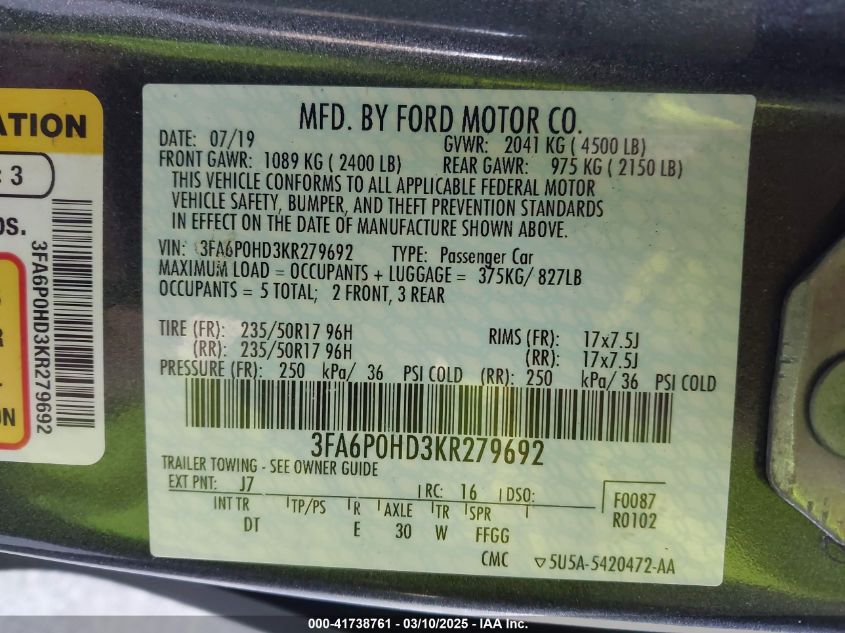 ATION
: 3
DS.
3FA6P0HD3KR279692
ON
MFD. BY FORD MOTOR CO.
DATE: 07/19 GVWR: 2041 KG ( 4500 LB)
FRONT GAWR: 1089 KG ( 2400 LB) REAR GAWR: 975 KG ( 2150 LB)
THIS VEHICLE CONFORMS TO ALL APPLICABLE FEDERAL MOTOR
VEHICLE SAFETY, BUMPER, AND THEFT PREVENTION STANDARDS
IN EFFECT ON THE DATE OF MANUFACTURE SHOWN ABOVE.
VIN: 3FA6P0HD3KR279692 TYPE: Passenger Car
MAXIMUM LOAD = OCCUPANTS + LUGGAGE = 375KG/ 827LB
OCCUPANTS = 5 TOTAL; 2 FRONT, 3 REAR
TIRE (FR): 235/50R17 96H RIMS (FR): 17x7.5J
(RR): 235/50R17 96H (RR): 17x7.5J
PRESSURE (FR): 250 kPa/ 36 PSI COLD (RR): 250 kPa/ 36 PSI COLD
3FA6P0HD3KR279692
TRAILER TOWING - SEE OWNER GUIDE
EXT PNT: J7 RC: 16 DSO: F0087
INT TR TP/PS R AXLE TR SPR T R0102
DT E 30 W FFGG
CMC 5U5A-5420472-AA
000-41738761 — 03/10/2025 — IAA Inc.